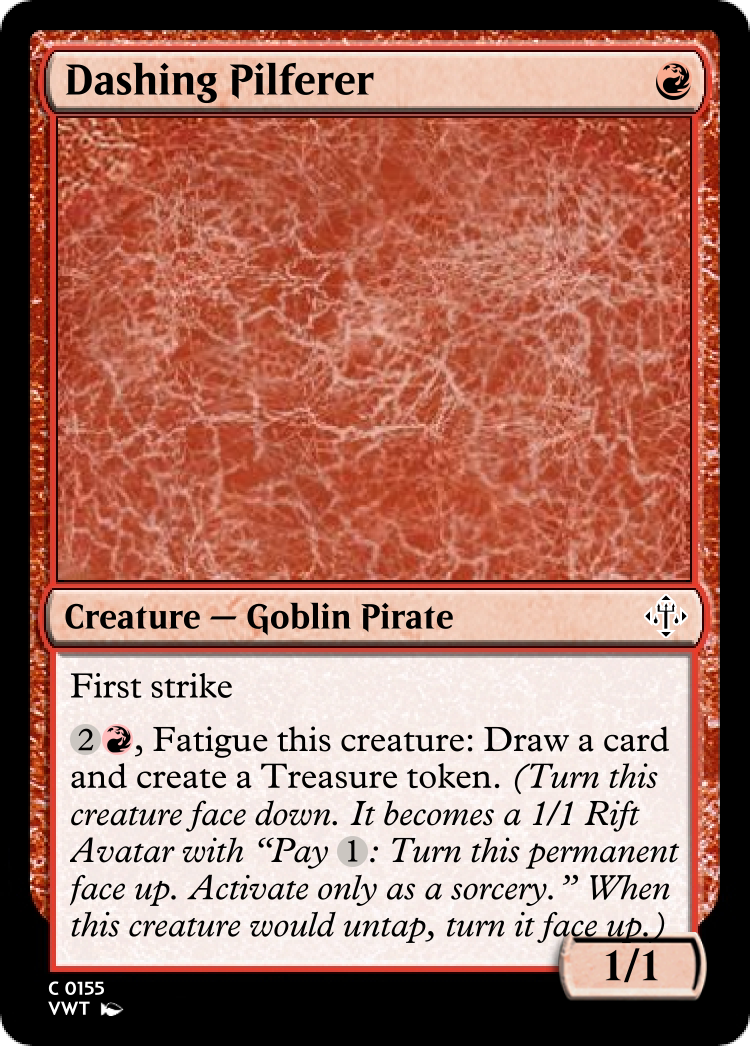 Dashing Pilferer
First strike
2, Fatigue this creature: Draw a card
and create a Treasure token. (Turn this
creature face down. It becomes a 1/1 Rift
Avatar with “Pay 1: Turn this permanent
face up. Activate only as a sorcery.” When
this creature would untap, turn it face up.)
Creature — Goblin Pirate
1/1
C 0155
VWT